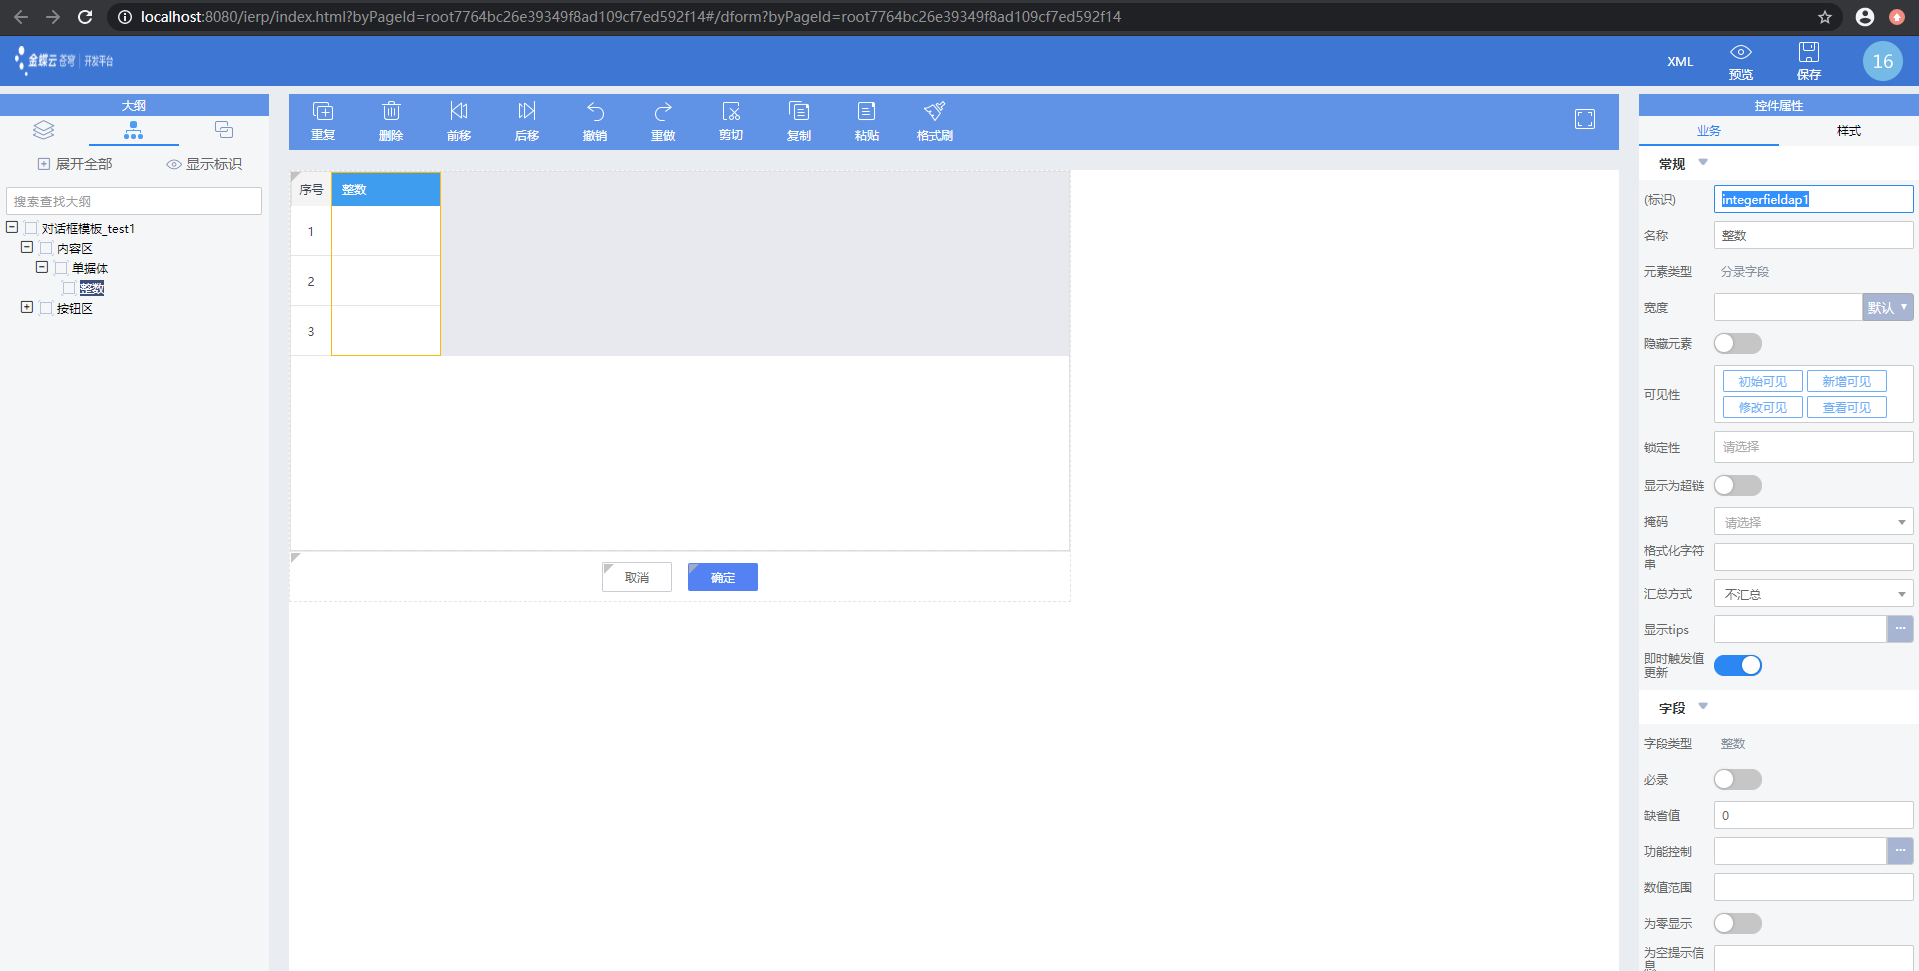 localhost:8080/ierp/index.html?byPageId=root7764bc26e39349f8ad109cf7ed592f14#/dform?byPageId=root7764bc26e39349f8ad109cf7ed592f14
金蝶云 苍穹 | 开发平台
XML
预览
保存
16
大纲
展开全部
显示标识
搜索查找大纲
对话框模板_test1
内容区
单据体
整数
按钮区
重复
删除
前移
后移
撤销
重做
剪切
复制
粘贴
格式刷
序号
整数
1
2
3
取消
确定
控件属性
业务
样式
常规
(标识)
integerfieldap1
名称
整数
元素类型
分录字段
宽度
默认
隐藏元素
可见性
初始可见
新增可见
修改可见
查看可见
锁定性
请选择
显示为超链
掩码
请选择
格式化字符
串
汇总方式
不汇总
显示tips
···
即时触发值
更新
字段
字段类型
整数
必录
缺省值
0
功能控制
···
数值范围
为零显示
为空提示信
息